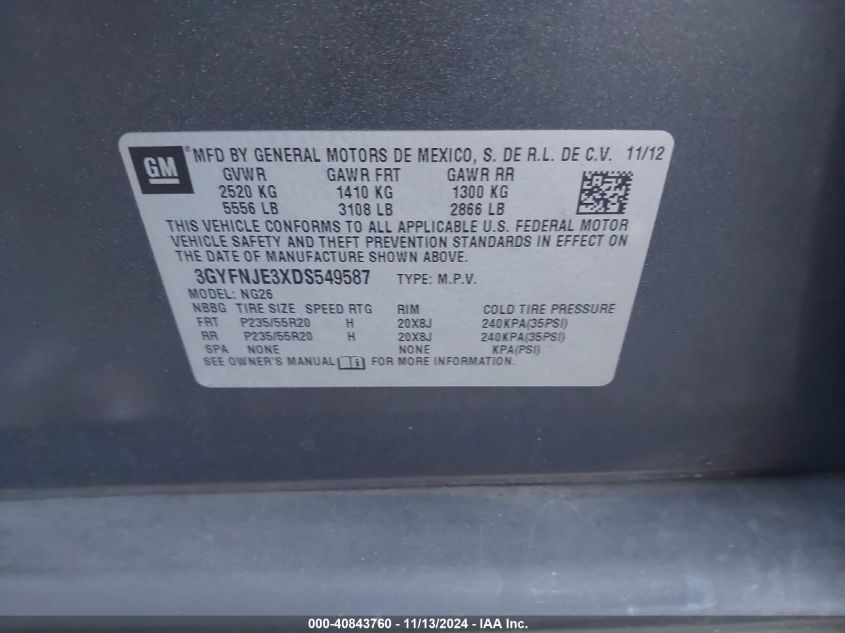 GM ® MFD BY GENERAL MOTORS DE MEXICO, S. DE R.L. DE C.V. 11/12
GVWR GAWR FRT GAWR RR
2520 KG 1410 KG 1300 KG
5556 LB 3108 LB 2866 LB
THIS VEHICLE CONFORMS TO ALL APPLICABLE U.S. FEDERAL MOTOR
VEHICLE SAFETY AND THEFT PREVENTION STANDARDS IN EFFECT ON
THE DATE OF MANUFACTURE SHOWN ABOVE.
3GYFNJE3XDS549587 TYPE: M.P.V.
MODEL: NG26
NBBG TIRE SIZE SPEED RTG RIM COLD TIRE PRESSURE
FRT P235/55R20 H 20X8J 240KPA(35PSI)
RR P235/55R20 H 20X8J 240KPA(35PSI)
SPA NONE NONE KPA(PSI)
SEE OWNER'S MANUAL i FOR MORE INFORMATION.
000-40843760 - 11/13/2024 - IAA Inc.